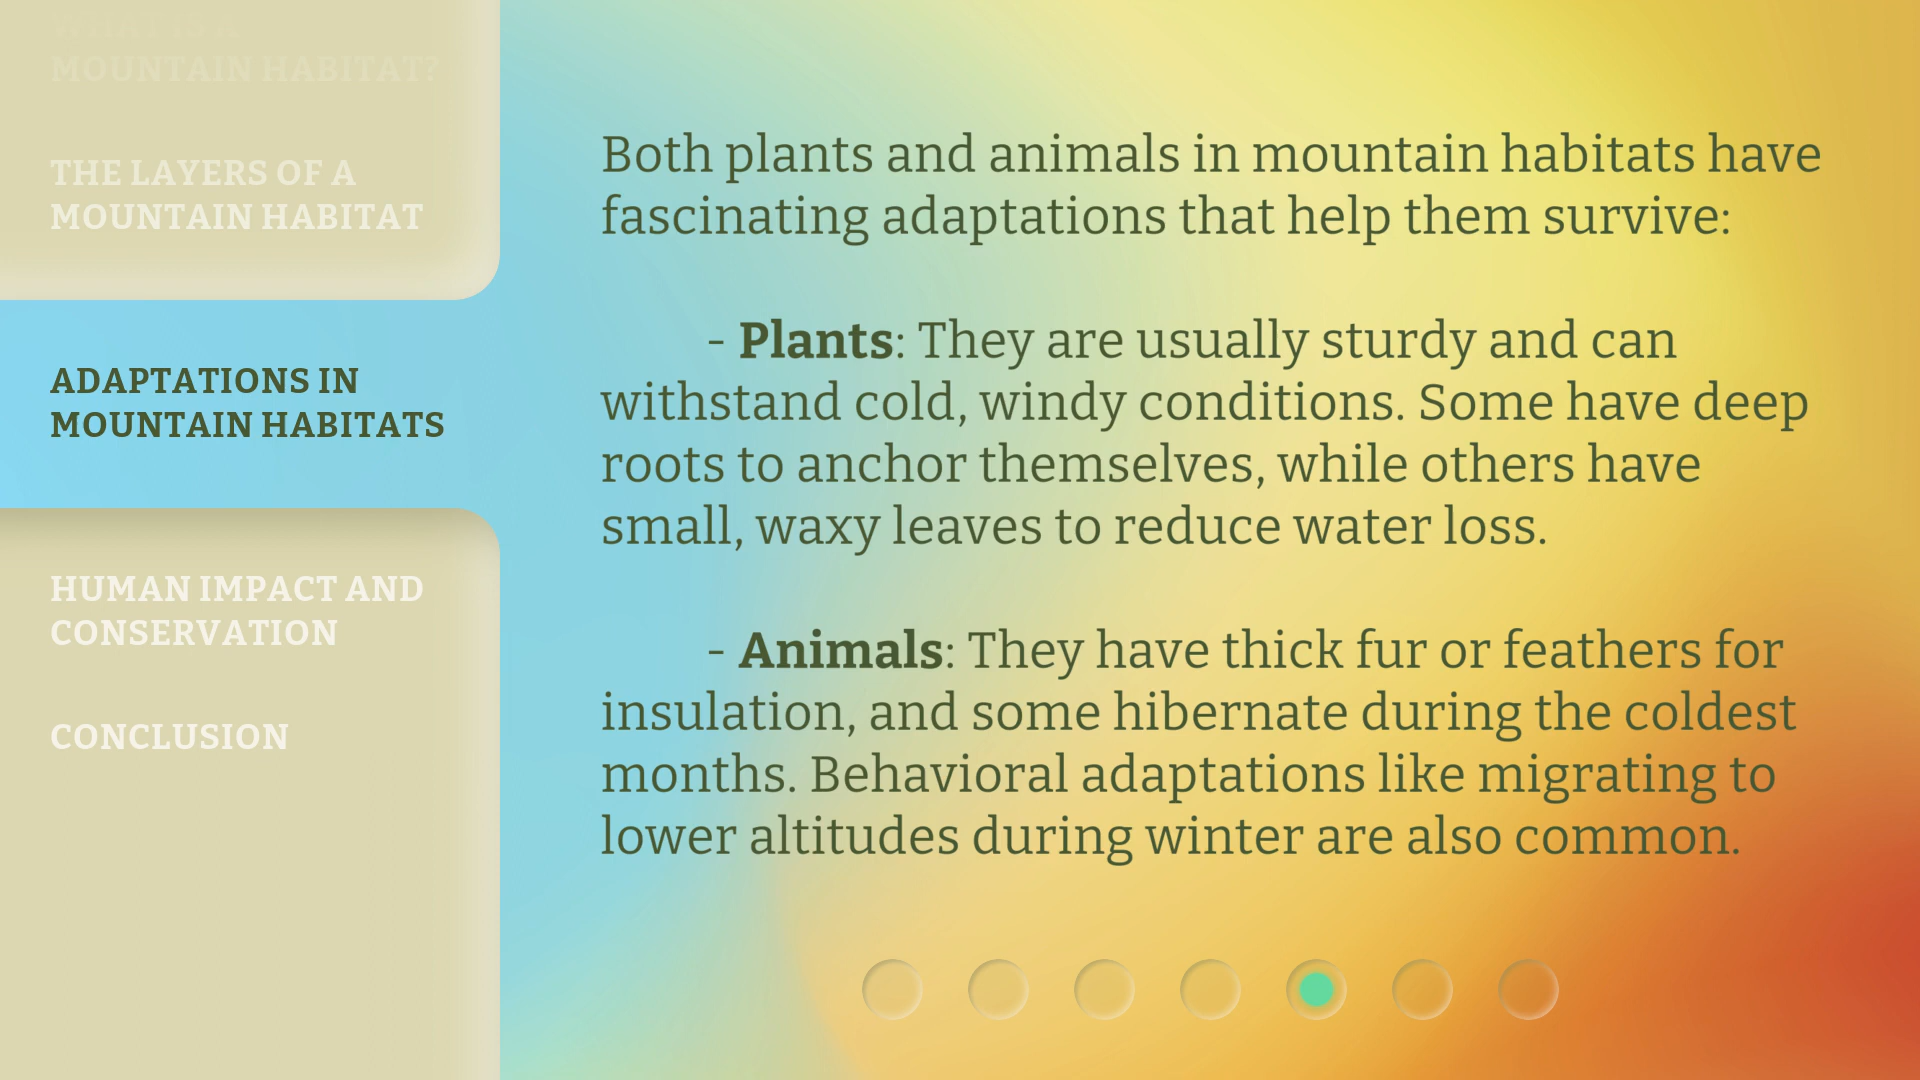 WHAT IS A
MOUNTAIN HABITAT?
THE LAYERS OF A
MOUNTAIN HABITAT
ADAPTATIONS IN
MOUNTAIN HABITATS
HUMAN IMPACT AND
CONSERVATION
CONCLUSION
Both plants and animals in mountain habitats have
fascinating adaptations that help them survive:
- Plants: They are usually sturdy and can
withstand cold, windy conditions. Some have deep
roots to anchor themselves, while others have
small, waxy leaves to reduce water loss.
- Animals: They have thick fur or feathers for
insulation, and some hibernate during the coldest
months. Behavioral adaptations like migrating to
lower altitudes during winter are also common.